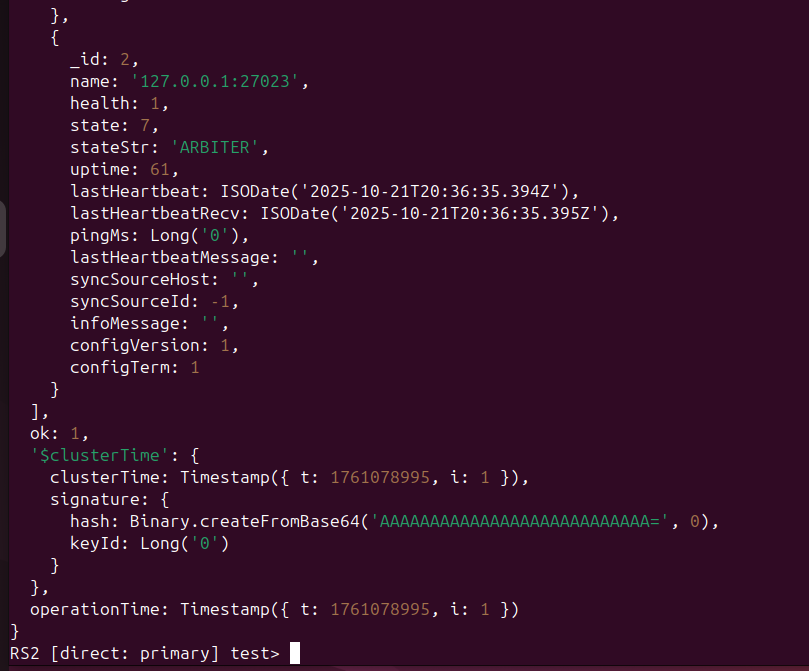 },
{
_id: 2,
name: '127.0.0.1:27023',
health: 1,
state: 7,
stateStr: 'ARBITER',
uptime: 61,
lastHeartbeat: ISODate('2025-10-21T20:36:35.394Z'),
lastHeartbeatRecv: ISODate('2025-10-21T20:36:35.395Z'),
pingMs: Long('0'),
lastHeartbeatMessage: '',
syncSourceHost: '',
syncSourceId: -1,
infoMessage: '',
configVersion: 1,
configTerm: 1
}
],
ok: 1,
'$clusterTime': {
clusterTime: Timestamp({ t: 1761078995, i: 1 }),
signature: {
hash: Binary.createFromBase64('AAAAAAAAAAAAAAAAAAAAAAAAAAA=', 0),
keyId: Long('0')
}
},
operationTime: Timestamp({ t: 1761078995, i: 1 })
}
RS2 [direct: primary] test>